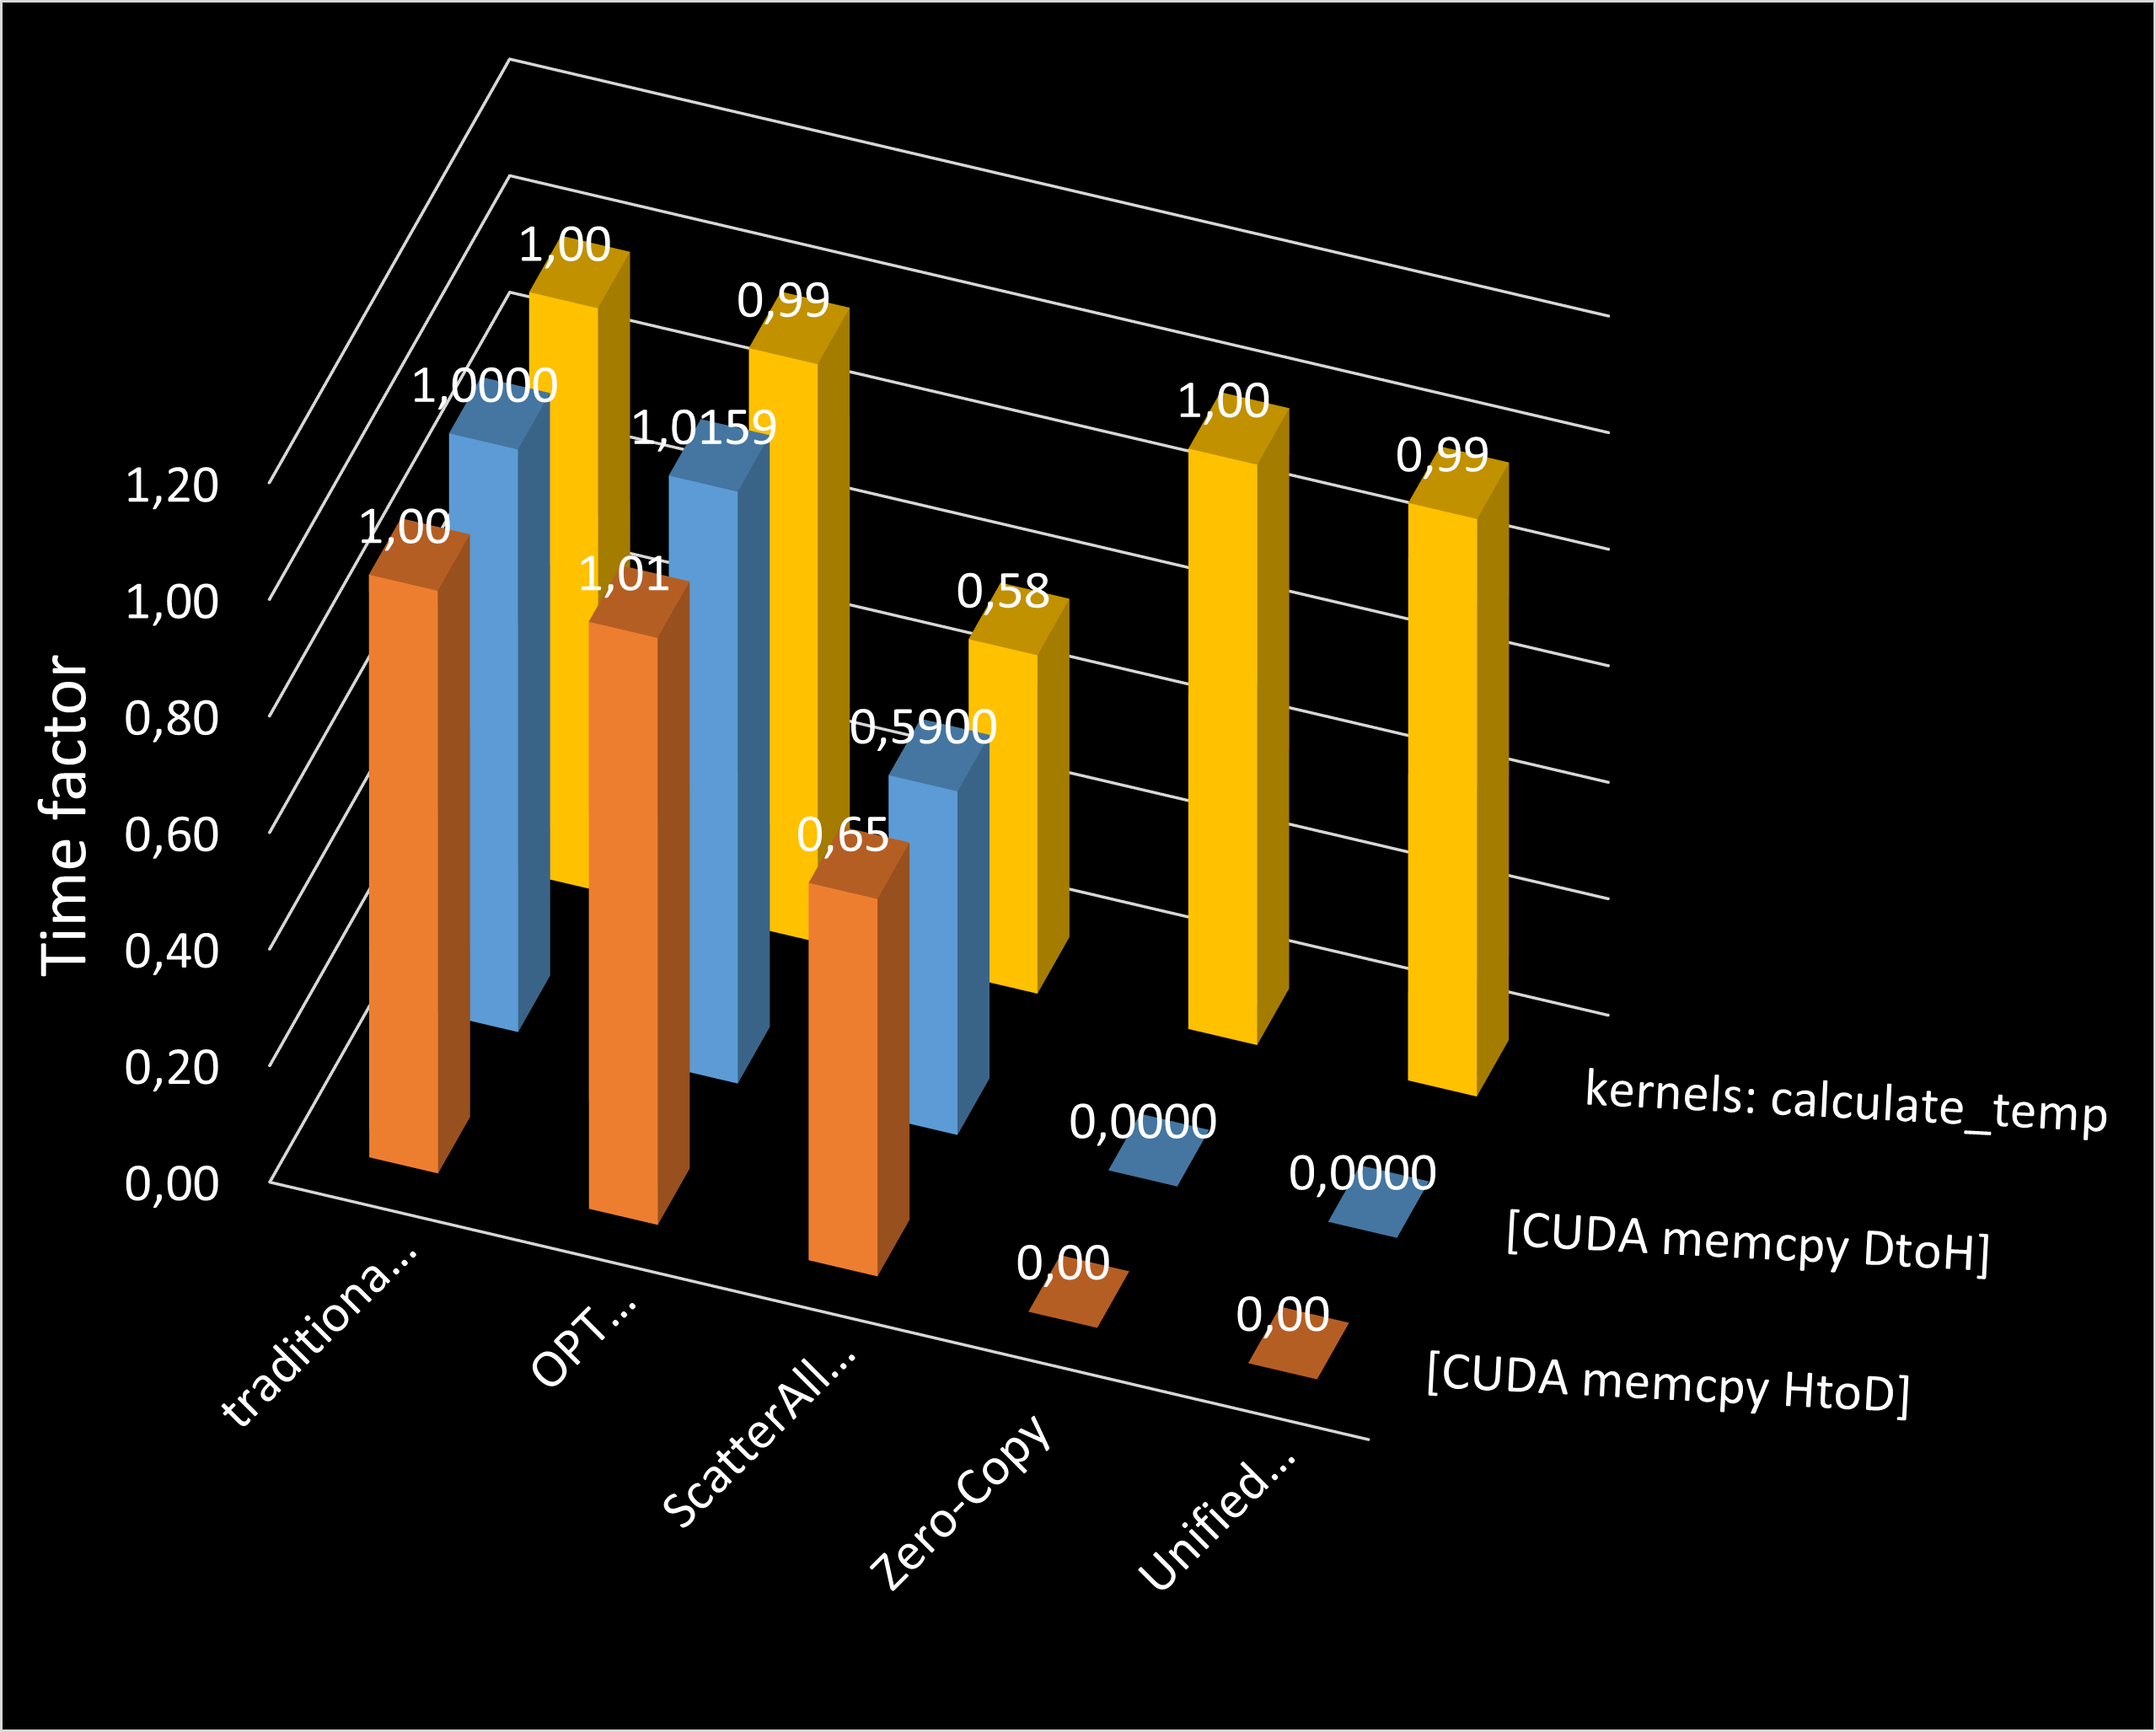 1,00
0,99
1,00
0,99
1,0000
1,0159
0,58
1,00
1,01
0,5900
0,65
0,0000
0,0000
0,00
0,00
1,20
1,00
0,80
0,60
0,40
0,20
0,00
Time factor
traditiona...
OPT...
ScatterAll...
Zero-Copy
Unified...
kernels: calculate_temp
[CUDA memcpy DtoH]
[CUDA memcpy HtoD]